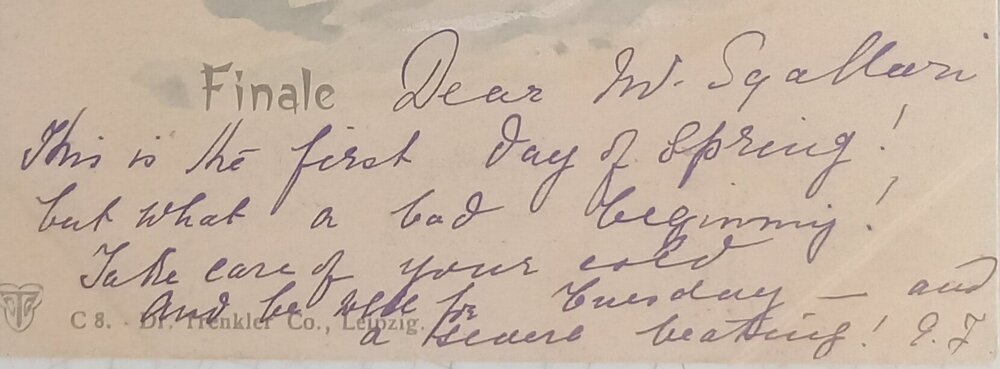 Finale
Dear Mr. Sgallari
This is the first day of Spring!
but what a bad beginning!
Take care of your cold
and be well for tuesday — and
C 8. Dr. Trenkler Co., Leipzig.
a severe beating! G. F